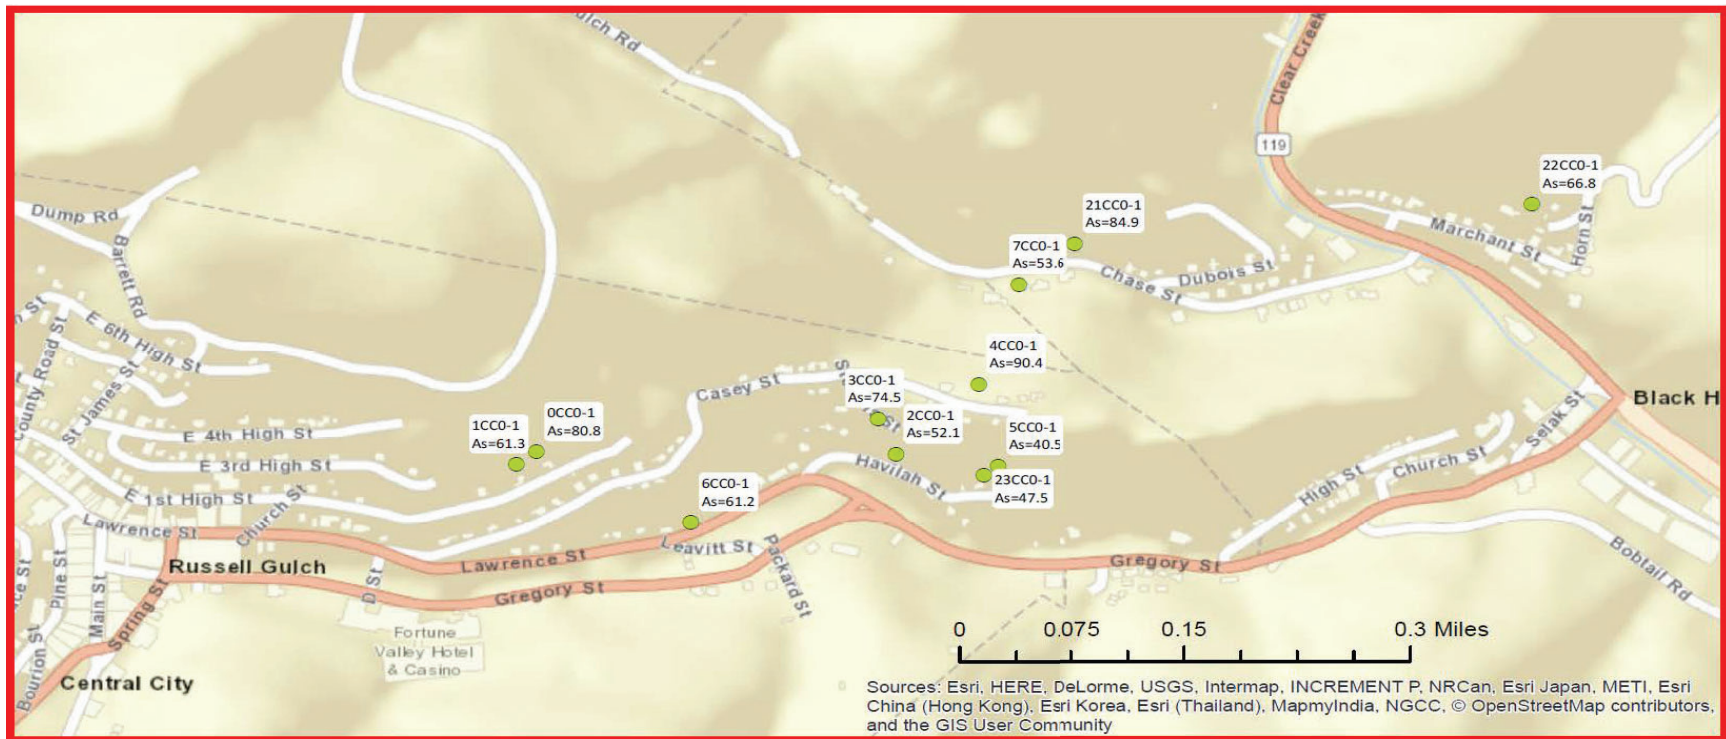 ulch Rd
Clear Creek
119
22CC0-1
As=66.8
21CC0-1
As=84.9
Dump Rd
Barrett Rd
7CC0-1
As=53.6
Marchant St
Horn St
Chase St
Dubois St
E 6th High St
County Road St
St James St
4CC0-1
As=90.4
Casey St
3CC0-1
As=74.5
Black H
1CC0-1
As=61.3
0CC0-1
As=80.8
2CC0-1
As=52.1
5CC0-1
As=40.5
Selak St
E 4th High St
E 3rd High St
Havilah St
23CC0-1
As=47.5
High St
Church St
E 1st High St
Church St
6CC0-1
As=61.2
Lawrence St
Lawrence St
Leavitt St
Packard St
Gregory St
Bobtail Rd
Russell Gulch
D St
Gregory St
Pine St
Main St
Spring St
Bourion St
Fortune
Valley Hotel
& Casino
Central City
0 0.075 0.15 0.3 Miles
Sources: Esri, HERE, DeLorme, USGS, Intermap, INCREMENT P, NRCan, Esri Japan, METI, Esri
China (Hong Kong), Esri Korea, Esri (Thailand), MapmyIndia, NGCC, © OpenStreetMap contributors,
and the GIS User Community